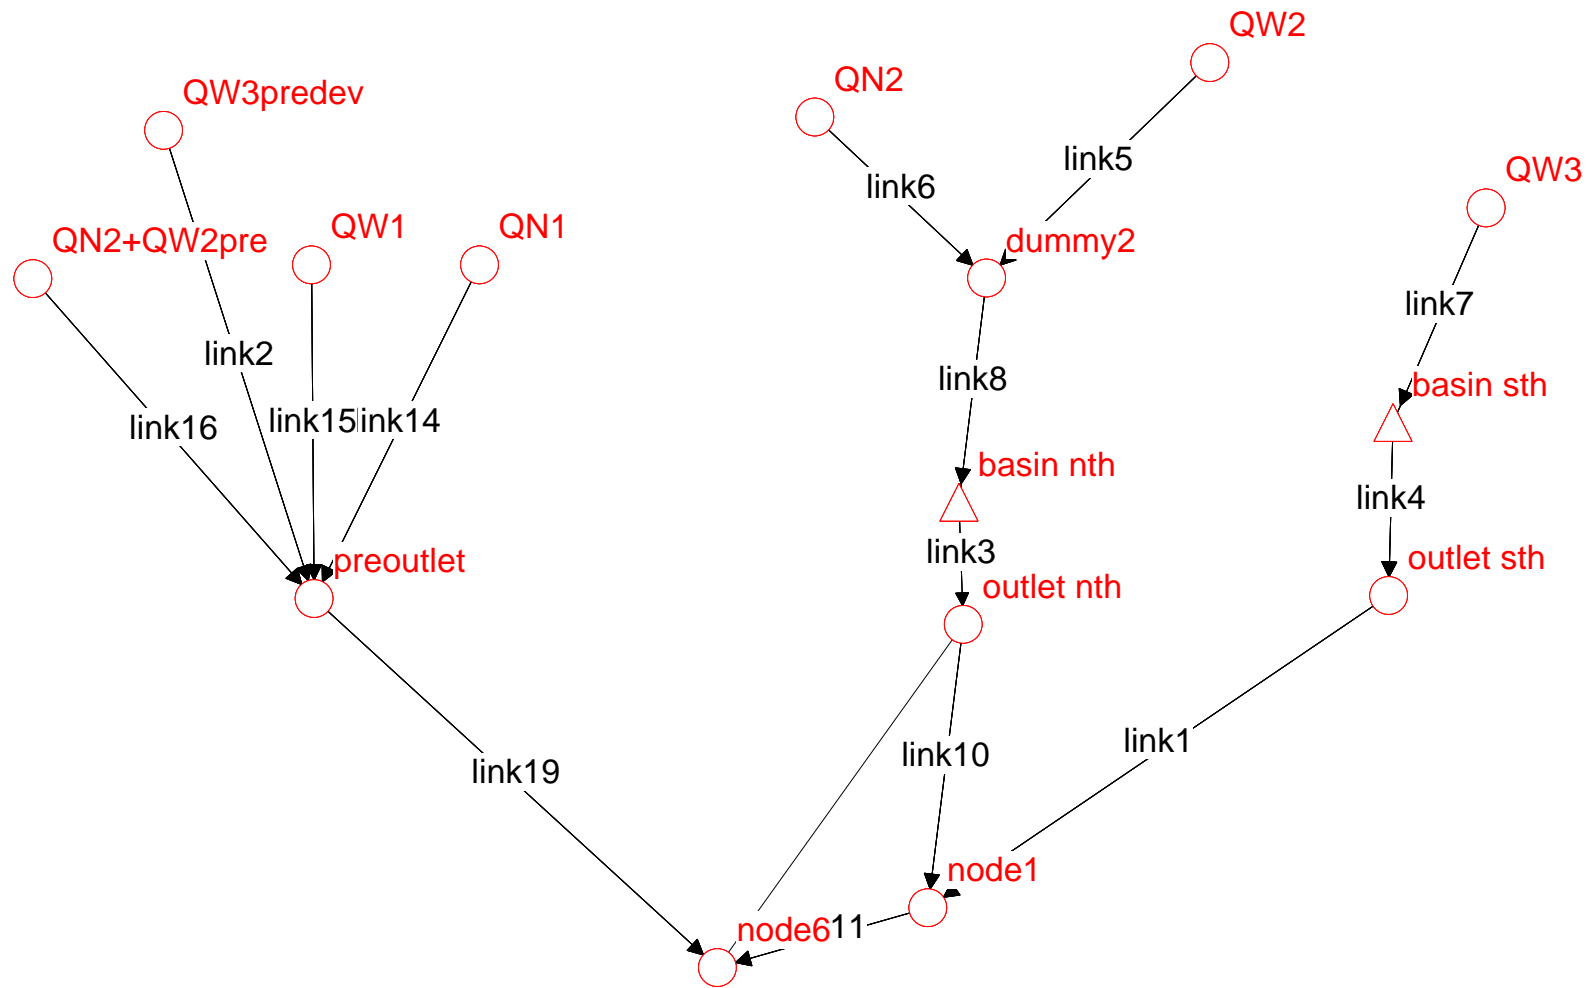 QW2
QN2
QW3predev
link5
QW3
link6
QW1
QN1
QN2+QW2pre
dummy2
link7
link2
link8
basin sth
link16
link15
link14
basin nth
link4
link3
preoutlet
outlet sth
outlet nth
link1
link10
link19
node1
node6
11